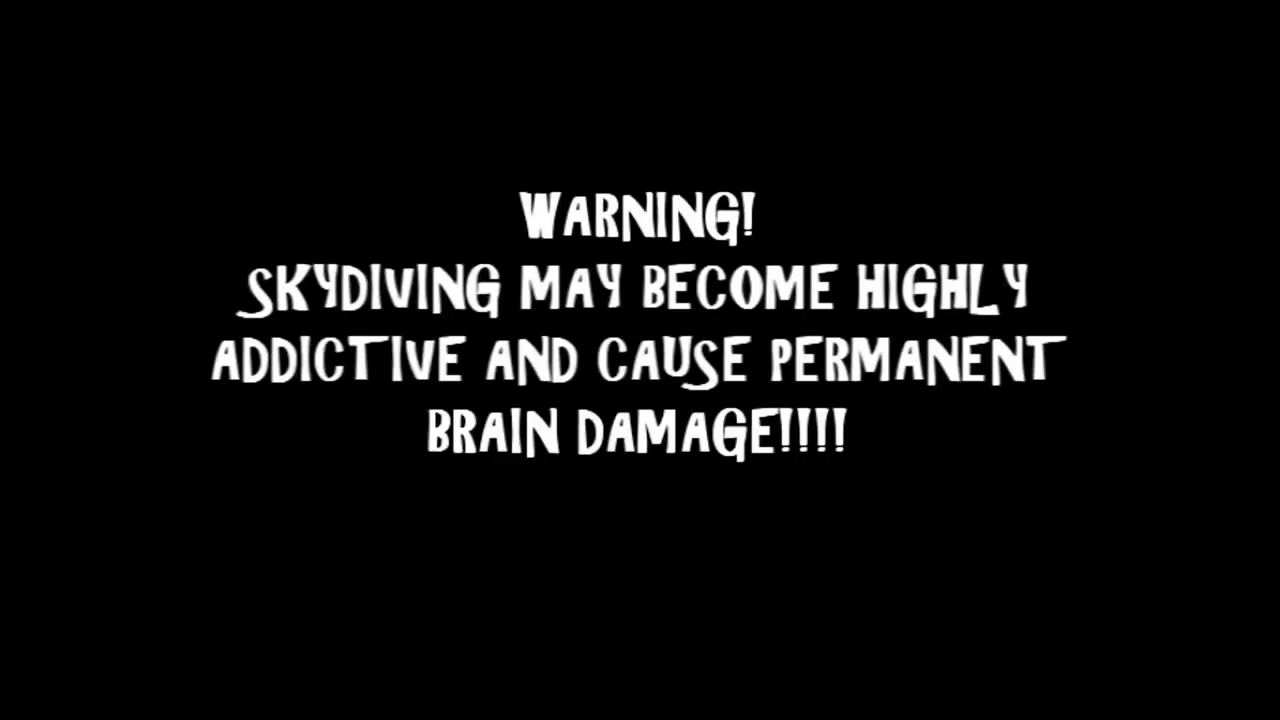 WARNING!
SKYDIVING MAY BECOME HIGHLY
ADDICTIVE AND CAUSE PERMANENT
BRAIN DAMAGE!!!!